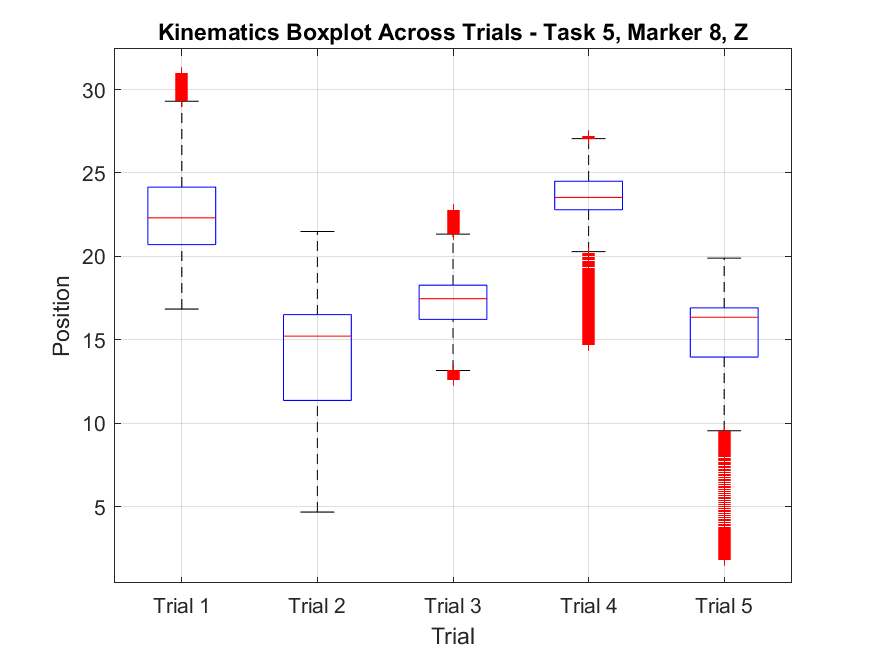 Kinematics Boxplot Across Trials - Task 5, Marker 8, Z
30
25
20
15
10
5
Position
Trial 1 Trial 2 Trial 3 Trial 4 Trial 5
Trial